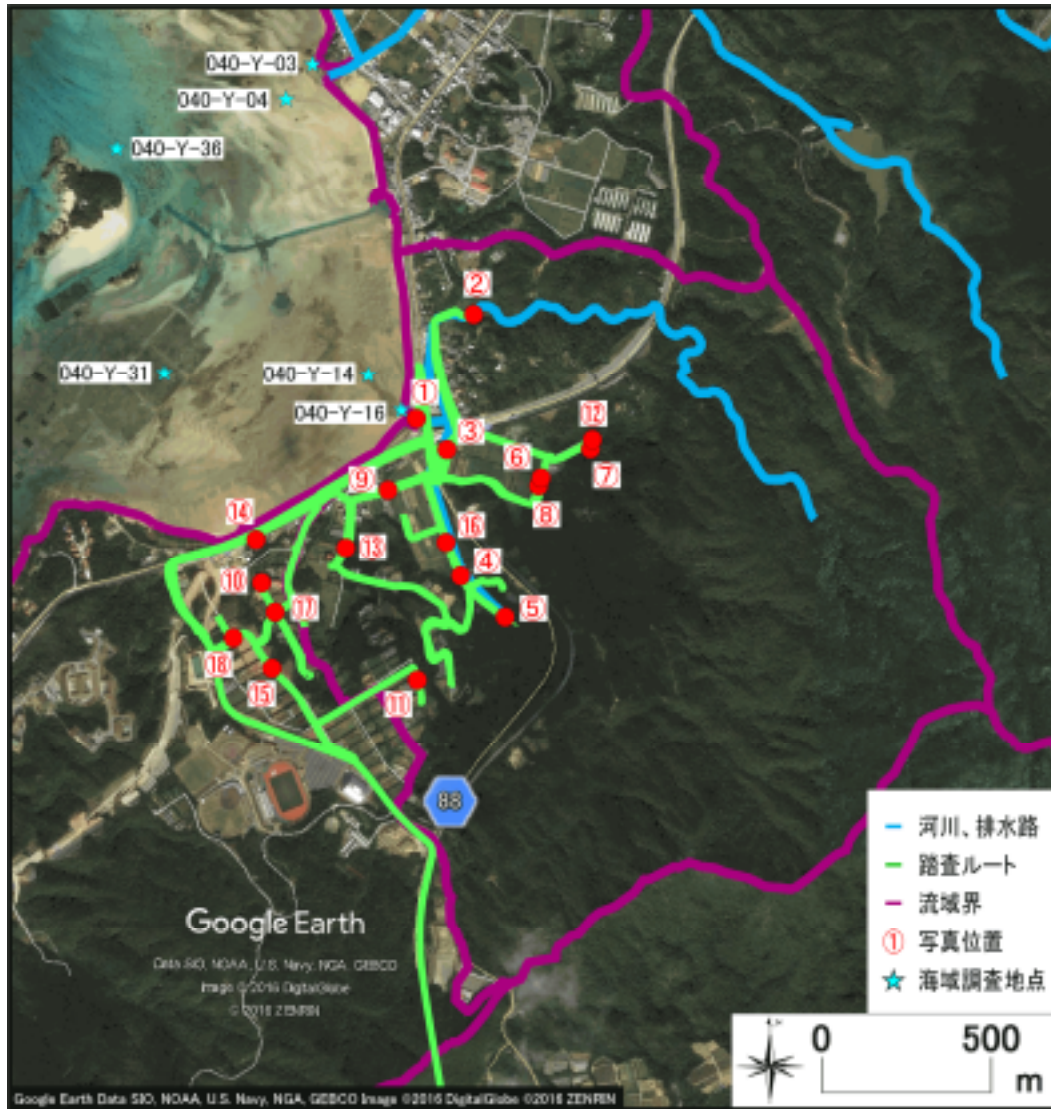 040-Y-03
040-Y-04
040-Y-36
②
040-Y-31
040-Y-14
①
040-Y-16
⑫
③
⑥
⑦
⑨
⑧
⑭
⑯
⑬
④
⑩
⑰
⑤
⑱
⑮
⑪
88
河川、排水路
踏査ルート
流域界
① 写真位置
海域調査地点
Google Earth
Data SIO, NOAA, U.S. Navy, NGA, GEBCO
Image © 2016 DigitalGlobe
© 2016 ZENRIN
0 500
m
Google Earth Data SIO, NOAA, U.S. Navy, NGA, GEBCO Image ©2016 DigitalGlobe ©2016 ZENRIN